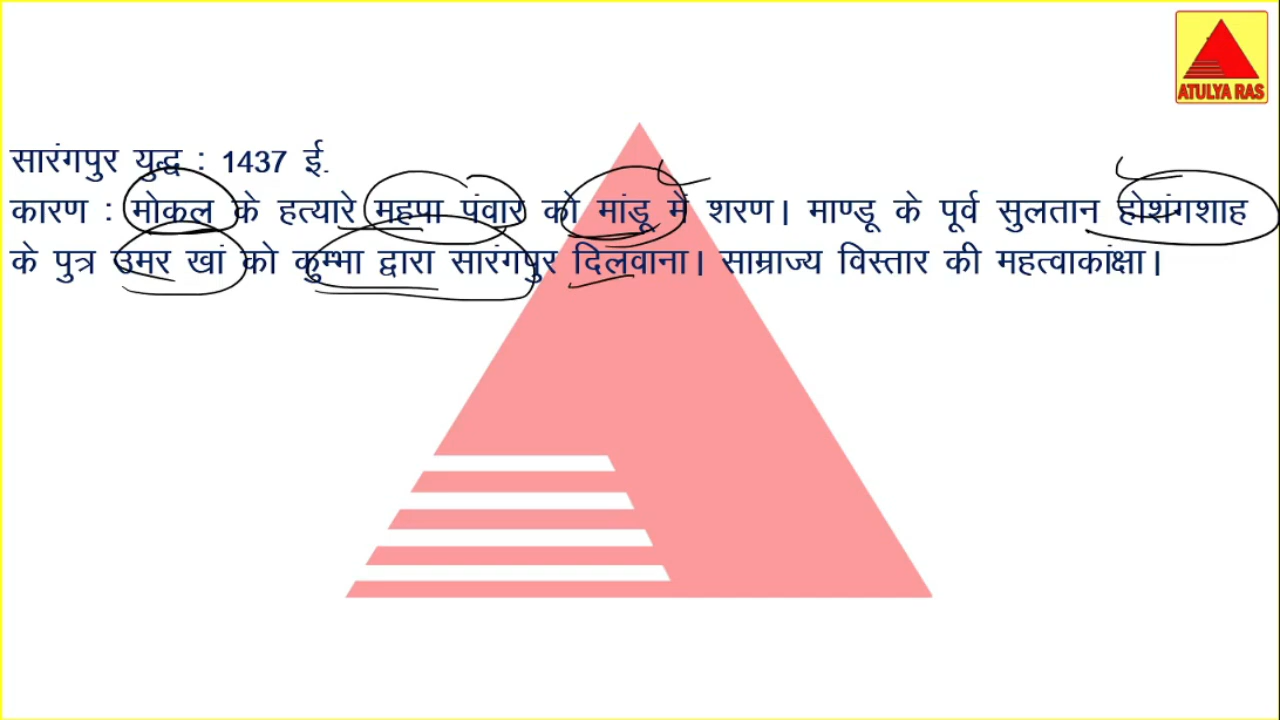 ATULYA RAS
सारंगपुर युद्ध : 1437 ई.
कारण : मोकल के हत्यारे महपा पंवार को मांडू में शरण। माण्डू के पूर्व सुलतान होशंगशाह
के पुत्र उमर खां को कुम्भा द्वारा सारंगपुर दिलवाना। साम्राज्य विस्तार की महत्वाकांक्षा।